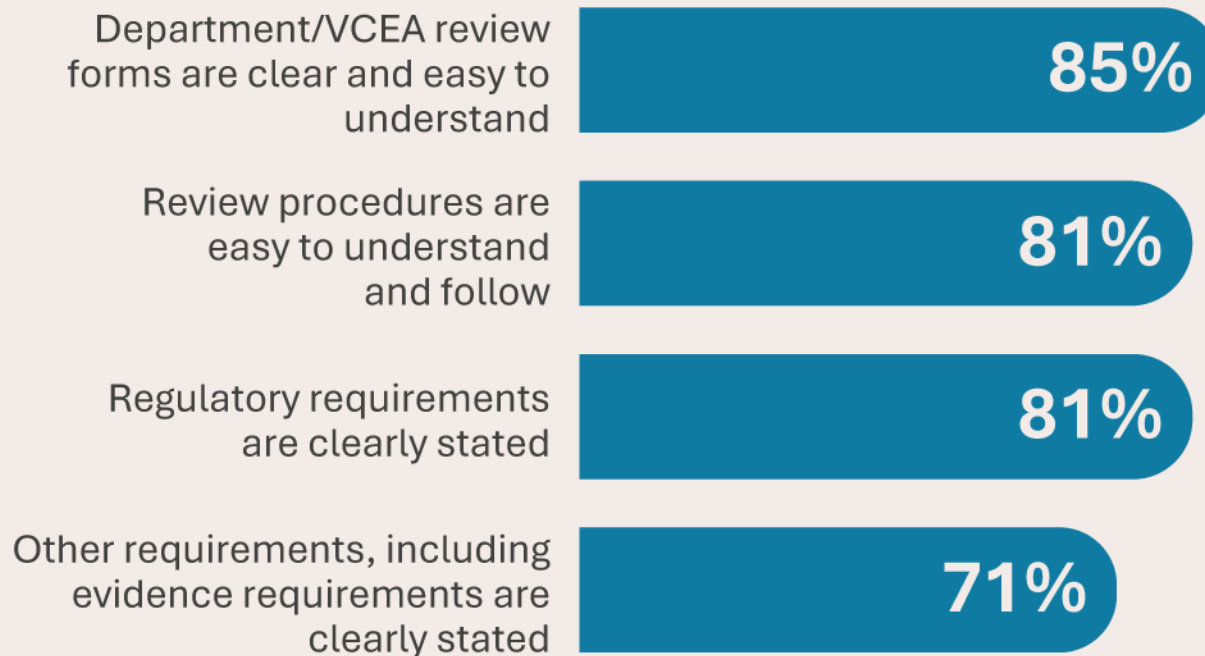 Department/VCEA review
forms are clear and easy to
understand
85%
Review procedures are
easy to understand
and follow
81%
Regulatory requirements
are clearly stated
81%
Other requirements, including
evidence requirements are
clearly stated
71%